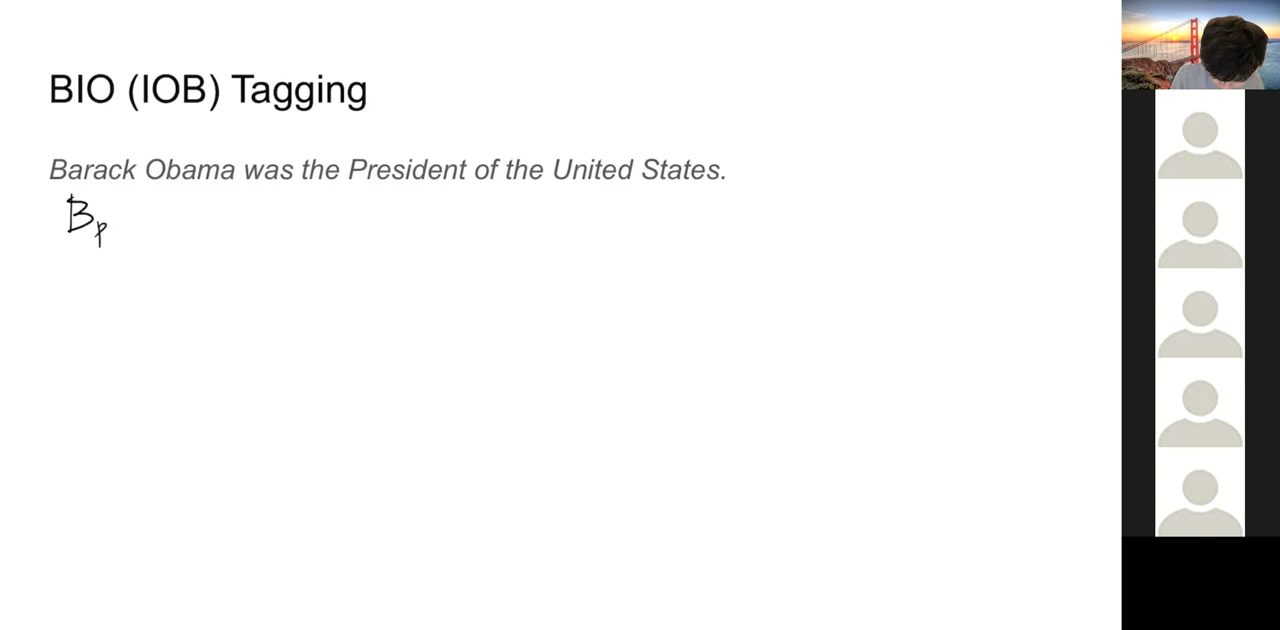 BIO (IOB) Tagging
Barack Obama was the President of the United States.
Bp